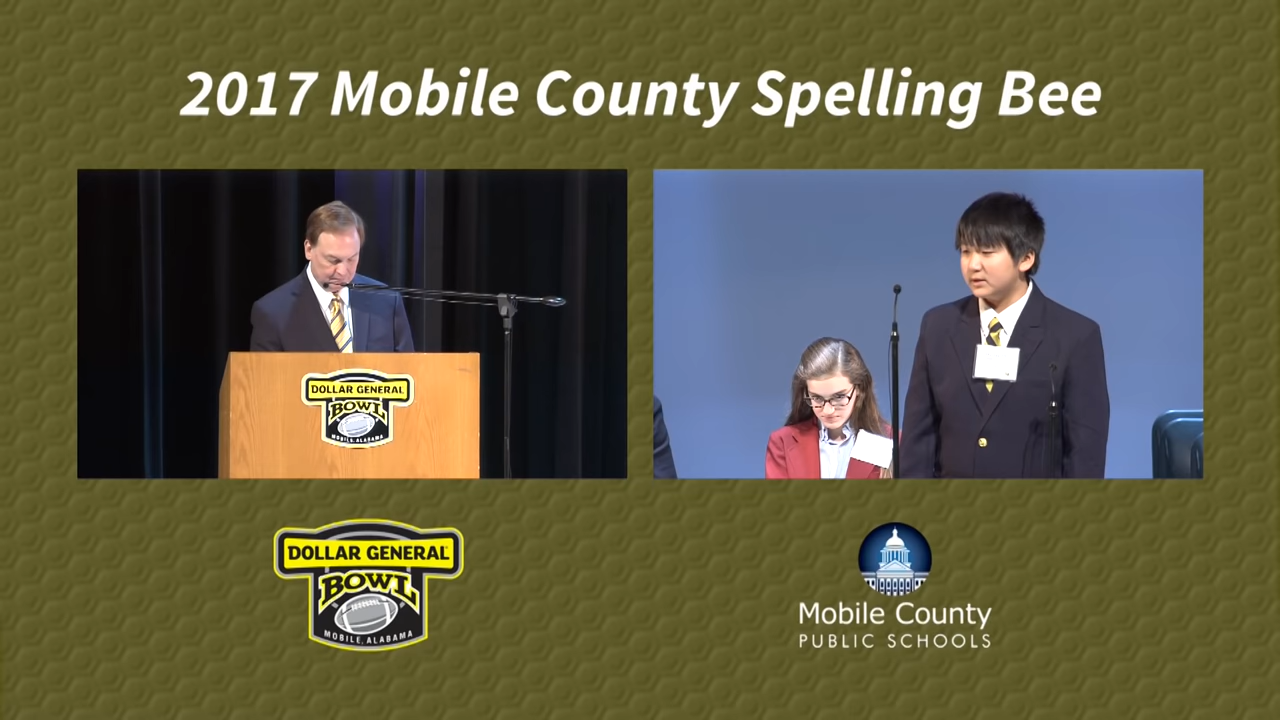 2017 Mobile County Spelling Bee
DOLLAR GENERAL
BOWL
MOBILE, ALABAMA
DOLLAR GENERAL
BOWL
MOBILE, ALABAMA
Mobile County
PUBLIC SCHOOLS